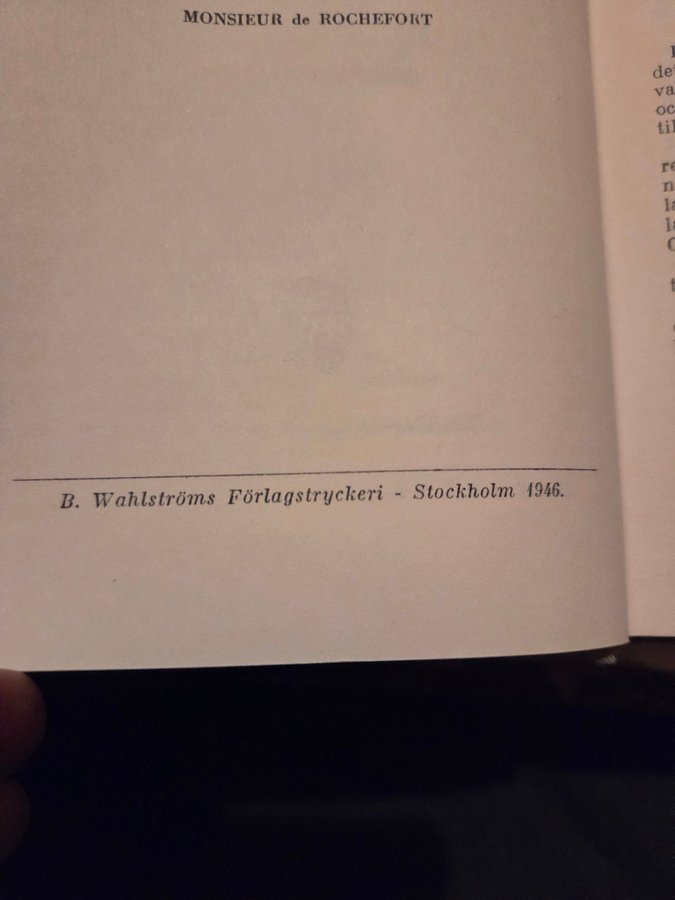 MONSIEUR de ROCHEFORT
B. Wahlströms Förlagstryckeri - Stockholm 1946.